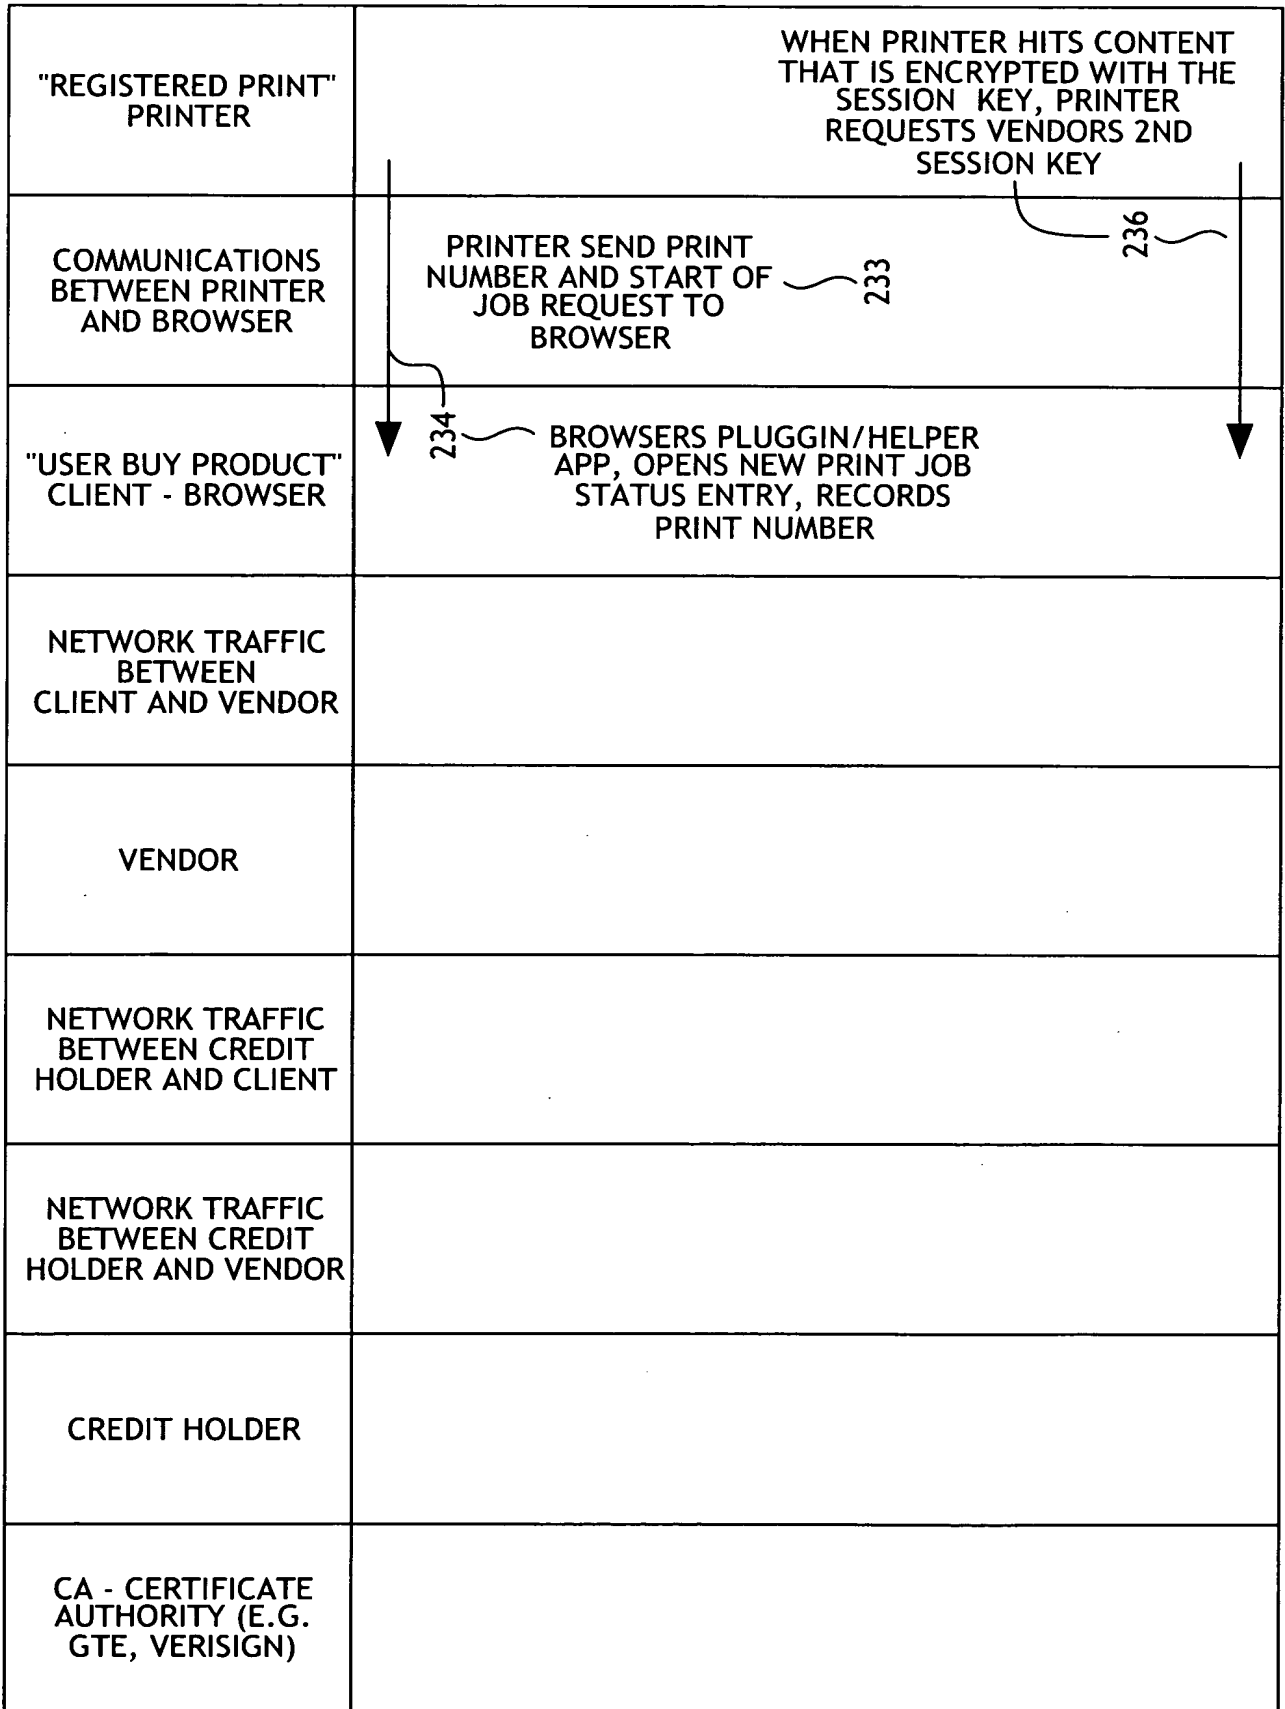 "REGISTERED PRINT"
PRINTER
WHEN PRINTER HITS CONTENT
THAT IS ENCRYPTED WITH THE
SESSION KEY, PRINTER
REQUESTS VENDORS 2ND
SESSION KEY
236
COMMUNICATIONS
BETWEEN PRINTER
AND BROWSER
PRINTER SEND PRINT
NUMBER AND START OF
JOB REQUEST TO
BROWSER
233
"USER BUY PRODUCT"
CLIENT - BROWSER
234
BROWSERS PLUGGIN/HELPER
APP, OPENS NEW PRINT JOB
STATUS ENTRY, RECORDS
PRINT NUMBER
NETWORK TRAFFIC
BETWEEN
CLIENT AND VENDOR
VENDOR
NETWORK TRAFFIC
BETWEEN CREDIT
HOLDER AND CLIENT
NETWORK TRAFFIC
BETWEEN CREDIT
HOLDER AND VENDOR
CREDIT HOLDER
CA - CERTIFICATE
AUTHORITY (E.G.
GTE, VERISIGN)